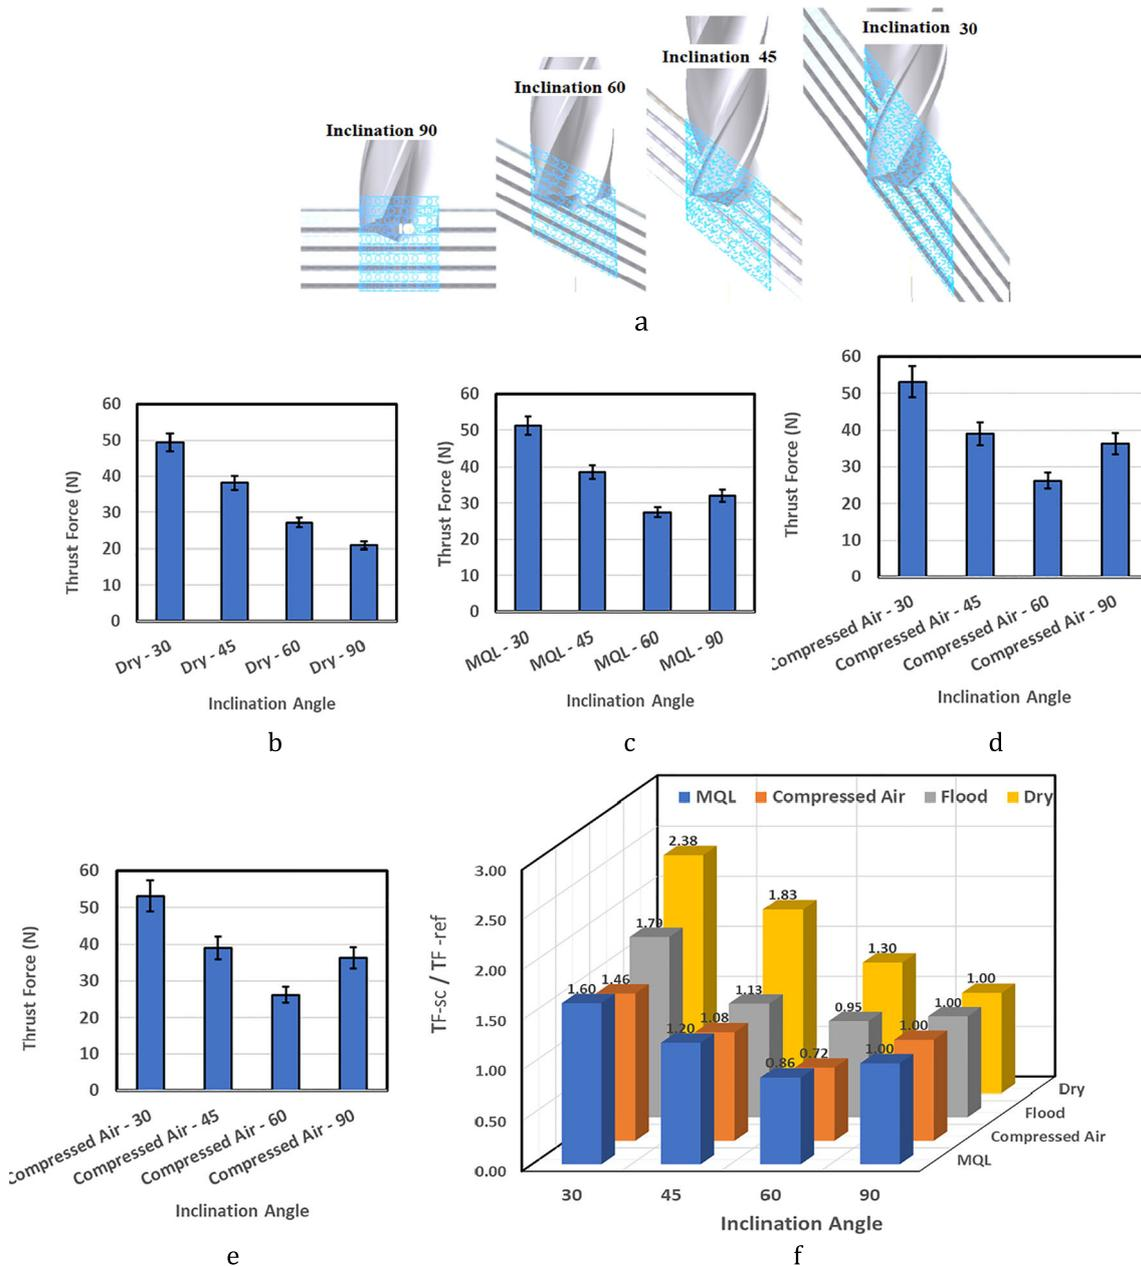 Inclination 30
Inclination 45
Inclination 60
Inclination 90
a
60
50
40
30
20
10
0
Thrust Force (N)
Dry - 30
Dry - 45
Dry - 60
Dry - 90
Inclination Angle
b
60
50
40
30
20
10
0
Thrust Force (N)
MQL - 30
MQL - 45
MQL - 60
MQL - 90
Inclination Angle
c
60
50
40
30
20
10
0
Thrust Force (N)
ompressed Air - 30
Compressed Air - 45
Compressed Air - 60
Compressed Air - 90
Inclination Angle
d
60
50
40
30
20
10
0
Thrust Force (N)
ompressed Air - 30
Compressed Air - 45
Compressed Air - 60
Compressed Air - 90
Inclination Angle
e
MQL Compressed Air Flood Dry
3.00
2.50
2.00
1.50
1.00
0.50
0.00
TF-sc / TF -ref
2.38
1.83
1.30
1.00
1.79
1.13
0.95
1.00
1.46
1.08
0.72
1.00
1.60
1.20
0.86
1.00
Dry
Flood
Compressed Air
MQL
30 45 60 90
Inclination Angle
f